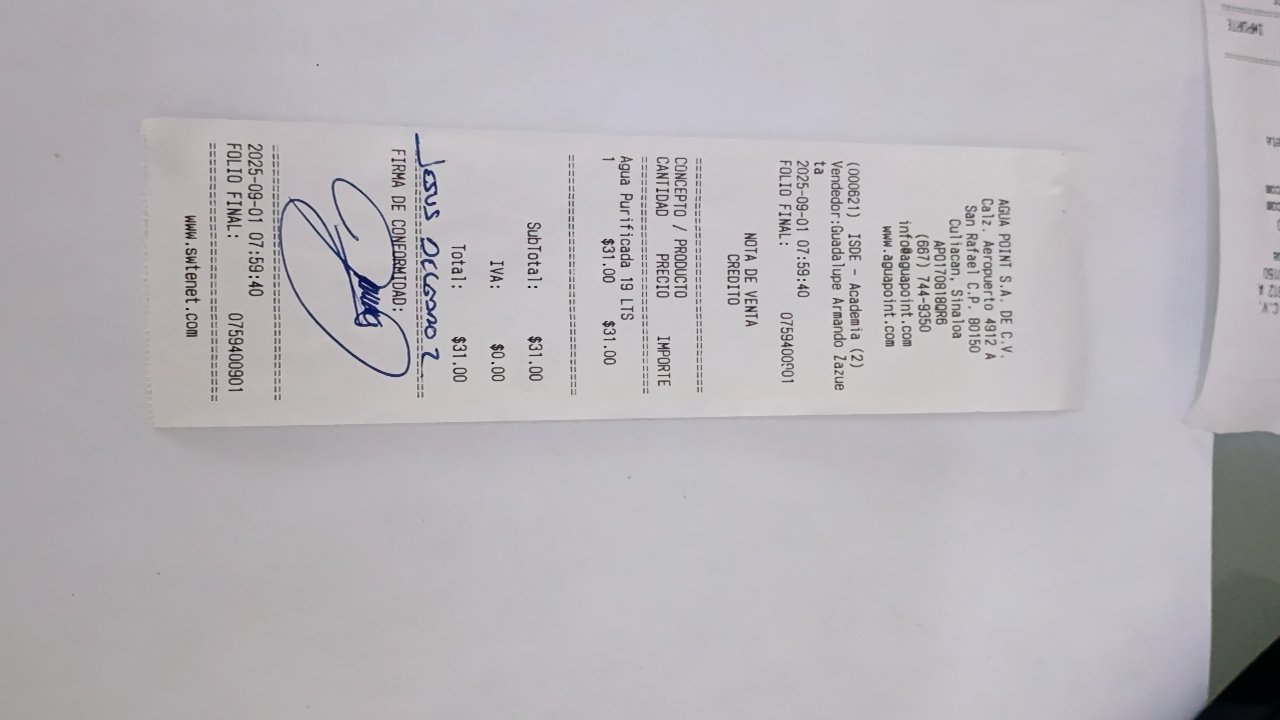 AGUA POINT S.A. DE C.V.
Calz. Aeropuerto 4912 A
San Rafael C.P. 80150
Culiacan, Sinaloa
APO170818QR6
(667) 744-9350
info@aguapoint.com
www.aguapoint.com
(000621) ISDE - Academia (2)
Vendedor:Guadalupe Armando Zazue
ta
2025-09-01 07:59:40
FOLIO FINAL: 0759400901
NOTA DE VENTA
CREDITO
================================
CONCEPTO / PRODUCTO
CANTIDAD PRECIO IMPORTE
================================
Agua Purificada 19 LTS
1 $31.00 $31.00
================================
SubTotal: $31.00
IVA: $0.00
Total: $31.00
Jesus
================================
FIRMA DE CONFORMIDAD:
================================
2025-09-01 07:59:40
FOLIO FINAL: 0759400901
================================
www.swtenet.com
IMPORTE